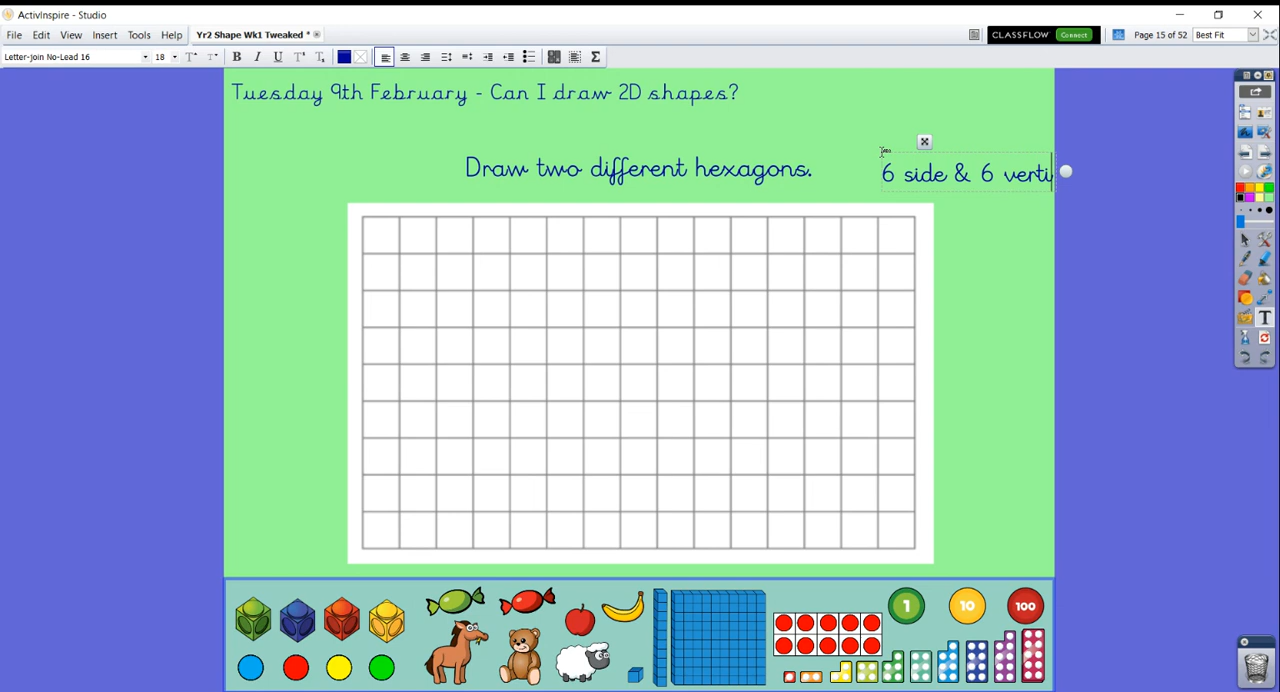 ActivInspire - Studio
File Edit View Insert Tools Help
Yr2 Shape Wk1 Tweaked *
CLASSFLOW Connect
Page 15 of 52 Best Fit
Letter-join No-Lead 16 18 B I U Σ
Tuesday 9th February - Can I draw 2D shapes?
Draw two different hexagons.
6 side & 6 verti
T
1 10 100